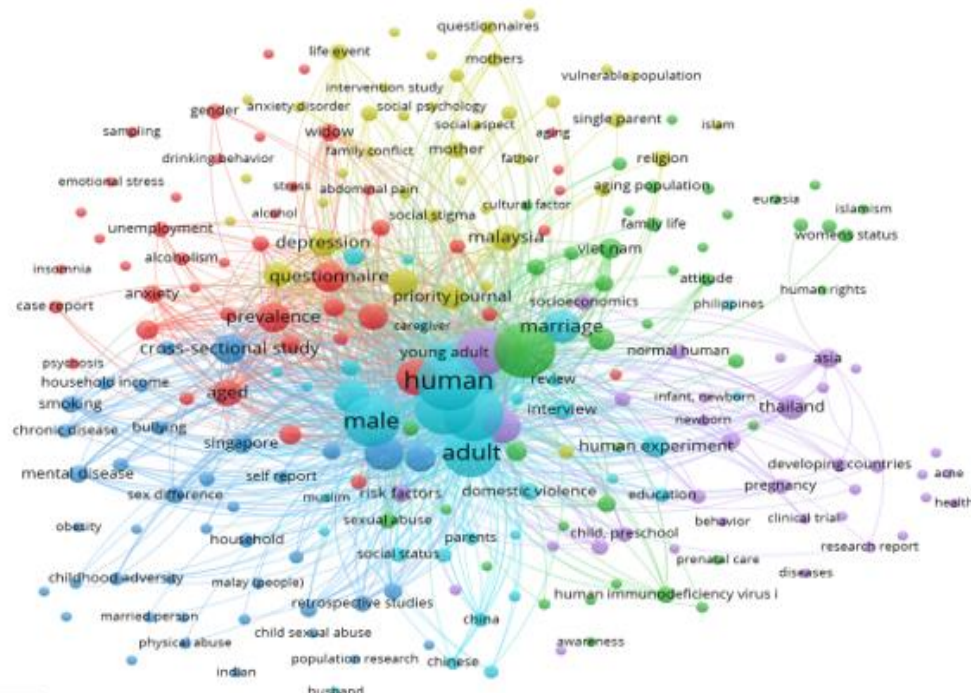 questionnaires
life event
mothers
vulnerable population
intervention study
gender
anxiety disorder
social psychology
single parent
islam
sampling
widow
social aspect
aging
drinking behavior
family conflict
mother
father
religion
emotional stress
stress
abdominal pain
aging population
eurasia
alcohol
social stigma
cultural factor
islamism
unemployment
family life
womens status
depression
malaysia
viet nam
alcoholism
insomnia
questionnaire
attitude
human rights
case report
anxiety
priority journal
socioeconomics
philippines
prevalence
caregiver
marriage
cross-sectional study
young adult
normal human
asia
psychosis
household income
human
review
infant, newborn
smoking
aged
interview
newborn
thailand
chronic disease
bullying
male
singapore
human experiment
mental disease
self report
adult
developing countries
acne
sex difference
muslim
risk factors
domestic violence
education
pregnancy
health
obesity
sexual abuse
behavior
clinical trial
household
parents
child, preschool
social status
prenatal care
research report
childhood adversity
malay (people)
diseases
married person
retrospective studies
human immunodeficiency virus i
china
physical abuse
child sexual abuse
awareness
indian
population research
chinese
husband